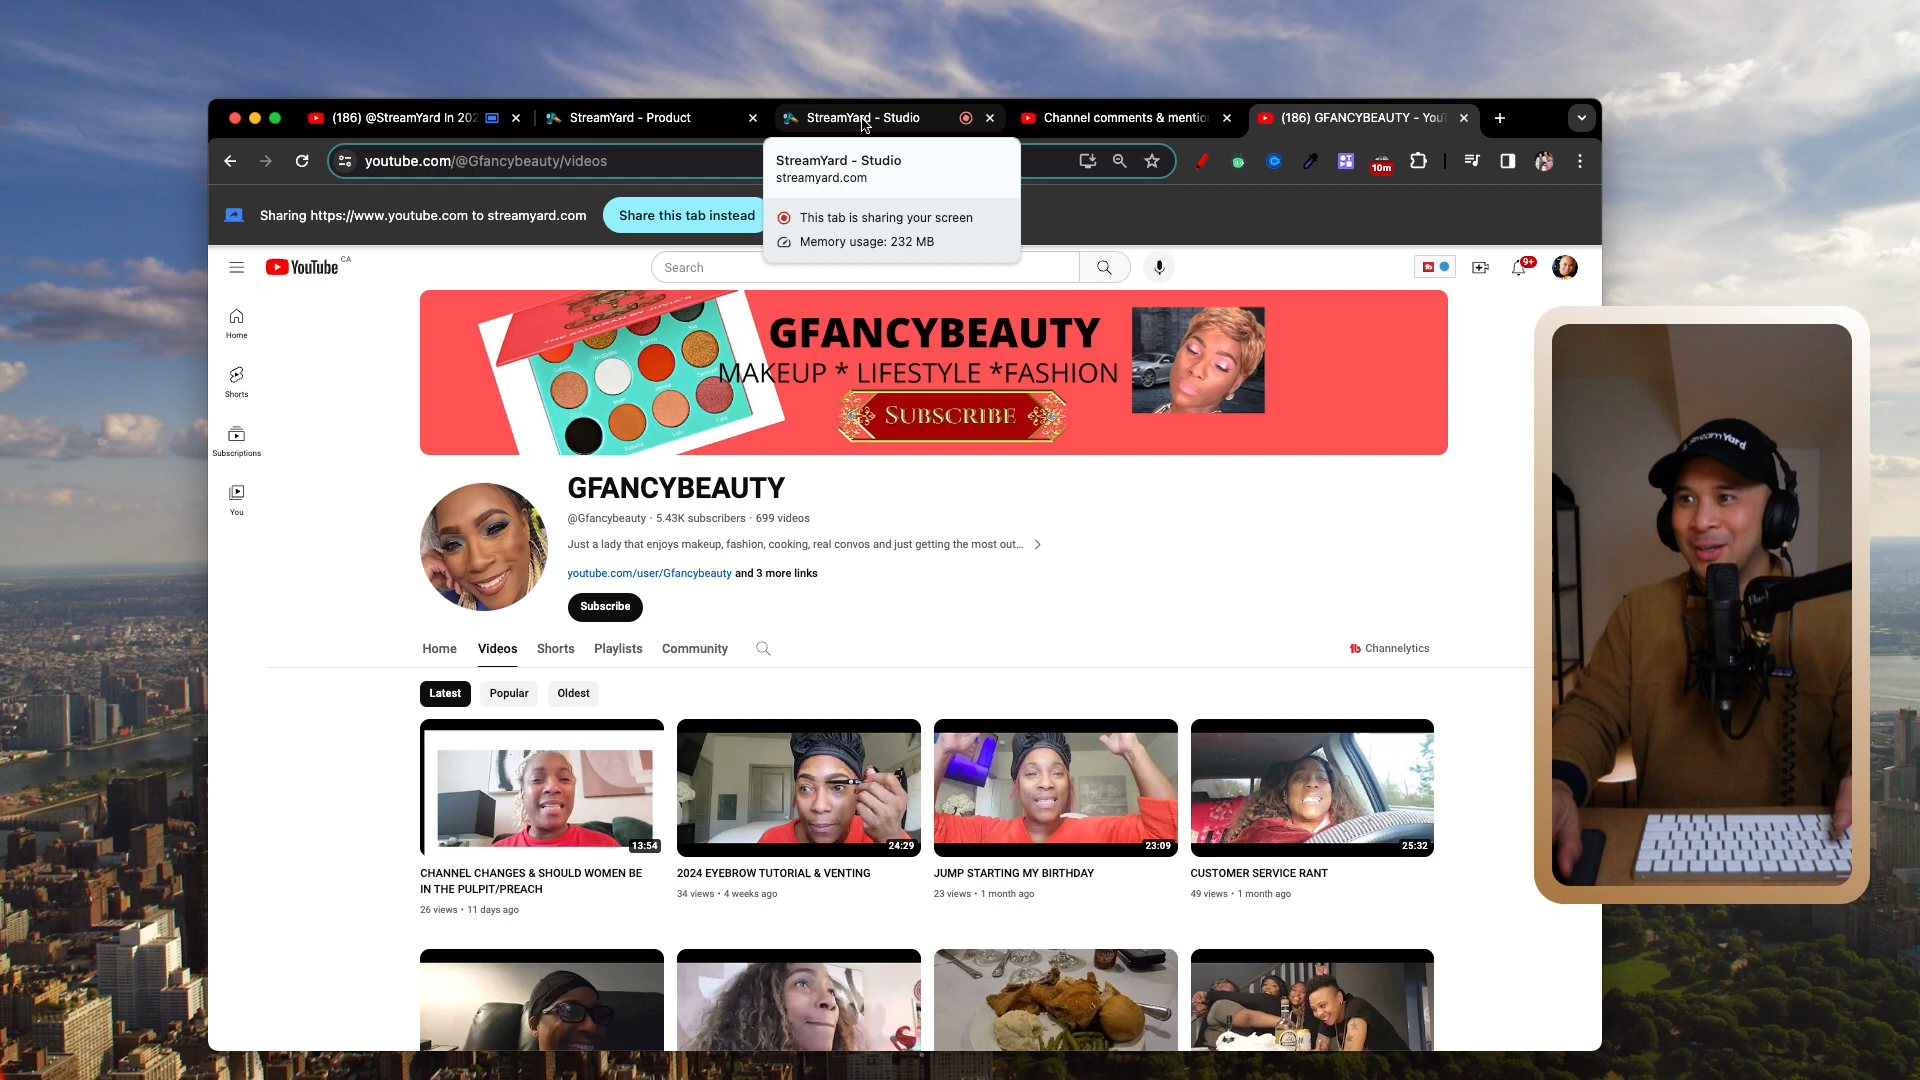 (186) @StreamYard In 202
StreamYard - Product
StreamYard - Studio
Channel comments & mentio
(186) GFANCYBEAUTY - YouT
youtube.com/@Gfancybeauty/videos
10m
StreamYard - Studio
streamyard.com
This tab is sharing your screen
Memory usage: 232 MB
Sharing https://www.youtube.com to streamyard.com
Share this tab instead
YouTube CA
Search
9+
Home
Shorts
Subscriptions
You
GFANCYBEAUTY
MAKEUP * LIFESTYLE *FASHION
SUBSCRIBE
GFANCYBEAUTY
@Gfancybeauty · 5.43K subscribers · 699 videos
Just a lady that enjoys makeup, fashion, cooking, real convos and just getting the most out...
youtube.com/user/Gfancybeauty and 3 more links
Subscribe
Home Videos Shorts Playlists Community
Channelytics
Latest Popular Oldest
13:54
24:29
23:09
25:32
CHANNEL CHANGES & SHOULD WOMEN BE
IN THE PULPIT/PREACH
26 views • 11 days ago
2024 EYEBROW TUTORIAL & VENTING
34 views • 4 weeks ago
JUMP STARTING MY BIRTHDAY
23 views • 1 month ago
CUSTOMER SERVICE RANT
49 views • 1 month ago
StreamYard